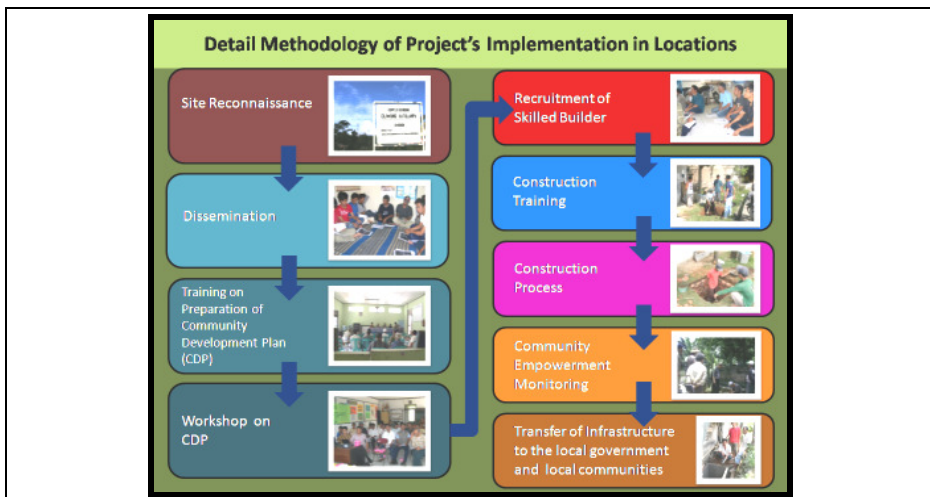 Detail Methodology of Project's Implementation in Locations
Site Reconnaissance
Dissemination
Training on
Preparation of
Community
Development Plan
(CDP)
Workshop on
CDP
Recruitment of
Skilled Builder
Construction
Training
Construction
Process
Community
Empowerment
Monitoring
Transfer of Infrastructure
to the local government
and local communities